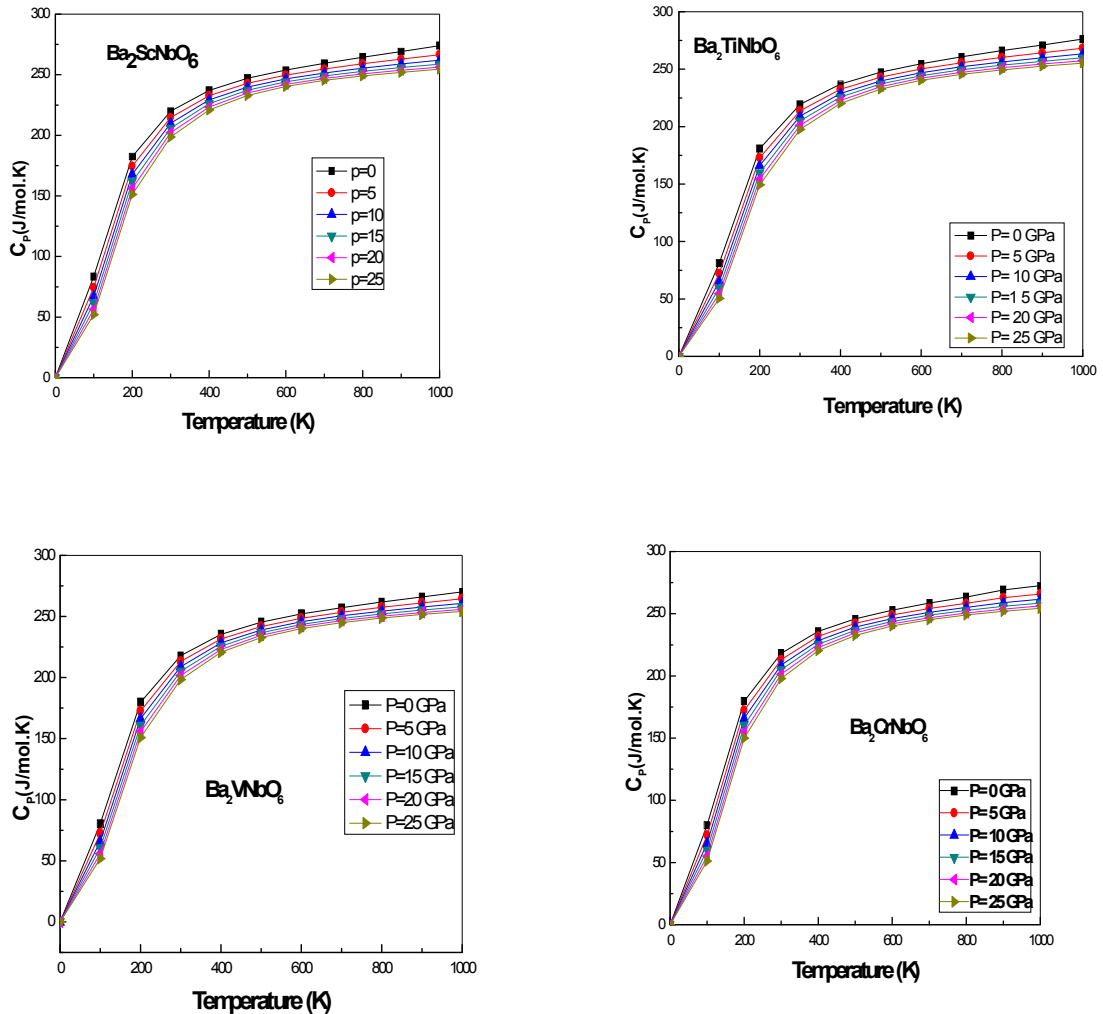 300
250
200
150
100
50
0
C_P (J/mol.K)
Ba2ScNbO6
p=0
p=5
p=10
p=15
p=20
p=25
0 200 400 600 800 1000
Temperature (K)
300
250
200
150
100
50
0
C_P (J/mol.K)
Ba2TiNbO6
P= 0 GPa
P= 5 GPa
P= 10 GPa
P=1 5 GPa
P= 20 GPa
P= 25 GPa
0 200 400 600 800 1000
Temperature (K)
300
250
200
150
100
50
0
C_P (J/mol.K)
Ba2VNbO6
P=0 GPa
P=5 GPa
P=10 GPa
P=15 GPa
P=20 GPa
P=25 GPa
0 200 400 600 800 1000
Temperature (K)
300
250
200
150
100
50
0
C_P (J/mol.K)
Ba2CrNbO6
P= 0 GPa
P= 5 GPa
P= 10 GPa
P= 15 GPa
P= 20 GPa
P= 25 GPa
0 200 400 600 800 1000
Temperature (K)